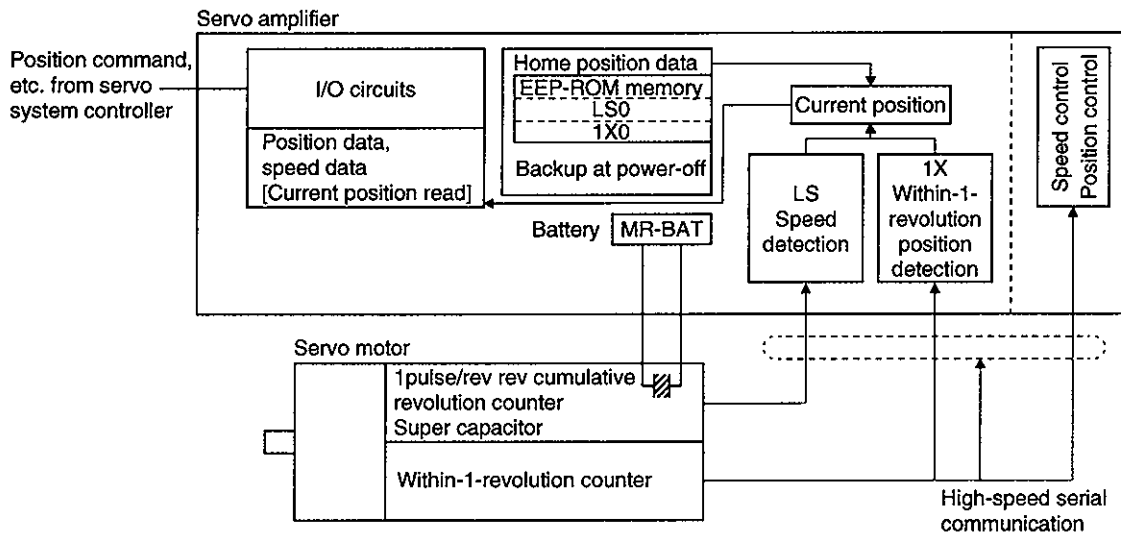 Servo amplifier
Position command,
etc. from servo
system controller
I/O circuits
Position data,
speed data
[Current position read]
Home position data
EEP-ROM memory
LS0
1X0
Backup at power-off
Battery
MR-BAT
Current position
LS
Speed
detection
1X
Within-1-
revolution
position
detection
Speed control
Position control
Servo motor
1pulse/rev rev cumulative
revolution counter
Super capacitor
Within-1-revolution counter
High-speed serial
communication